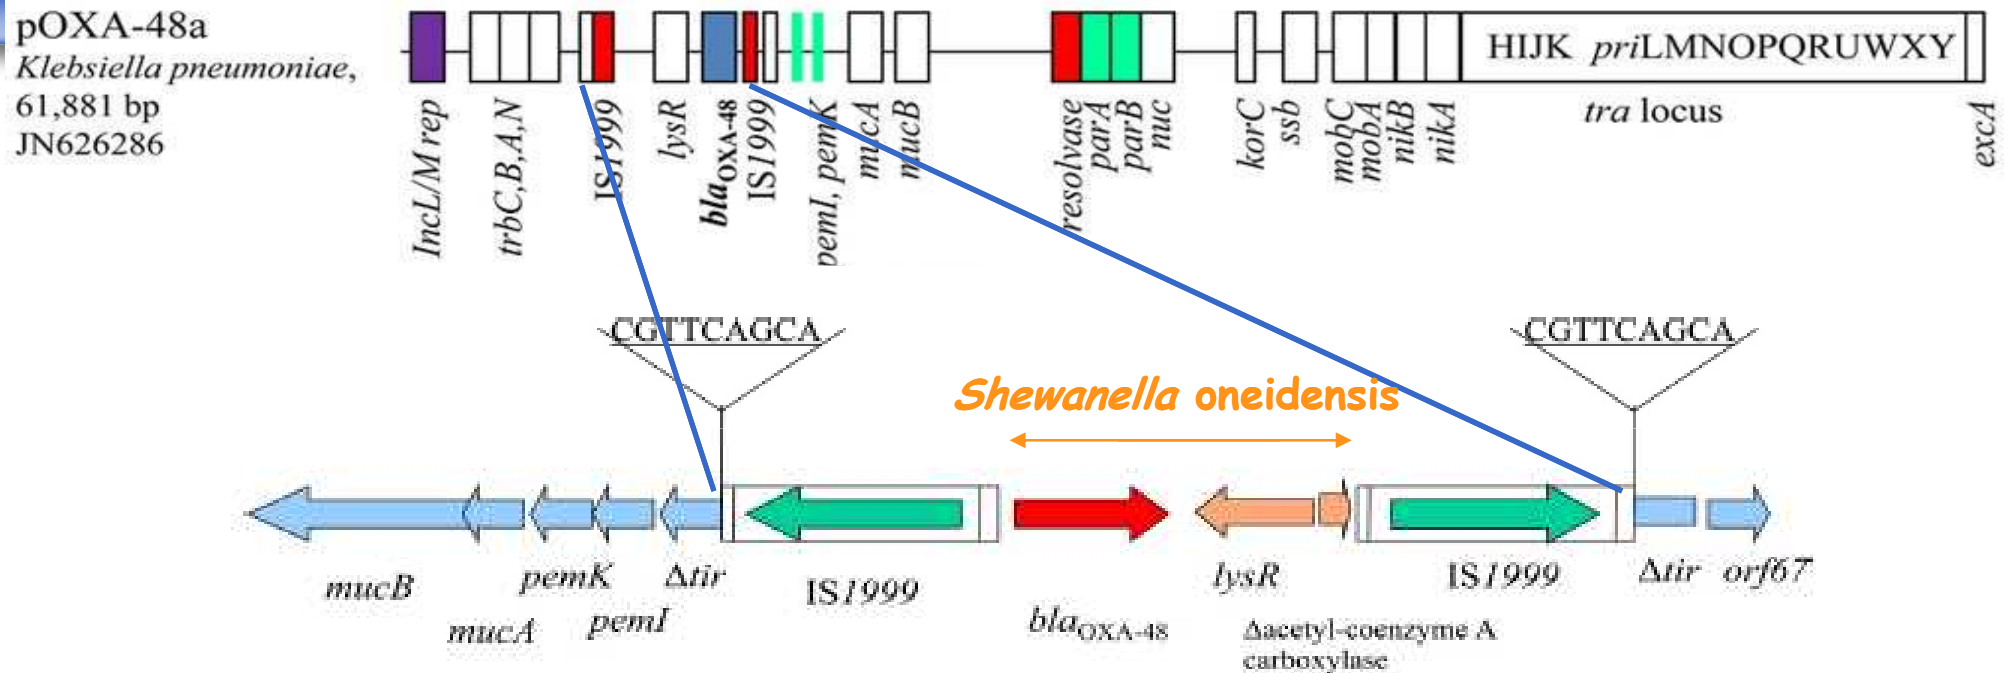 pOXA-48a
Klebsiella pneumoniae,
61,881 bp
JN626286
HIJK priLMNOPQRUWXY
IncL/M rep
trbC,B,A,N
IS1999
lysR
blaOXA-48
IS1999
pemI, pemK
mucA
mucB
resolvase
parA
parB
nuc
korC
ssb
mobC
mobA
nikB
nikA
tra locus
excA
CGTTCAGCA
CGTTCAGCA
Shewanella oneidensis
mucB
mucA
pemK
pemI
Δtir
IS1999
blaOXA-48
lysR
Δacetyl-coenzyme A
carboxylase
IS1999
Δtir
orf67